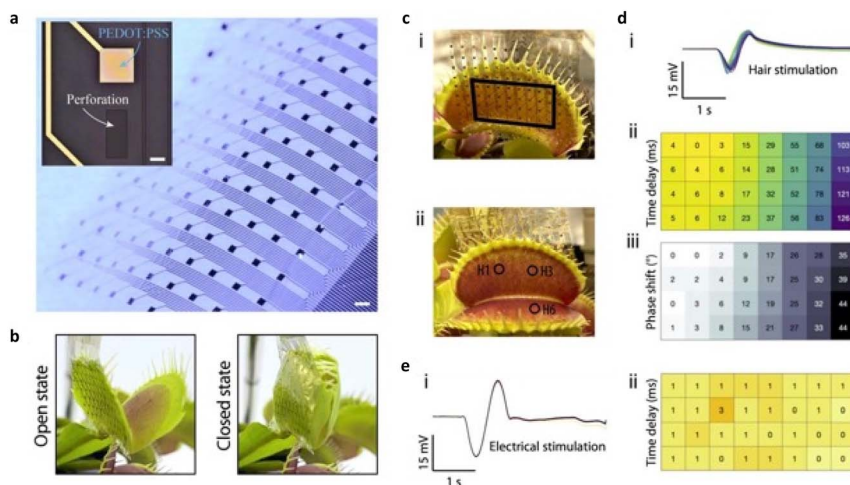 a
PEDOT:PSS
Perforation
b
Open state
Closed state
c
i
ii
H1
H3
H6
d
i
15 mV
1 s
Hair stimulation
ii
Time delay (ms)
4 0 3 15 29 55 68 103
6 4 6 14 28 51 74 113
4 6 8 17 32 52 78 121
5 6 12 23 37 56 83 126
iii
Phase shift (°)
0 0 2 9 17 26 28 35
2 2 4 9 17 25 30 39
0 3 6 12 19 25 32 44
1 3 8 15 21 27 33 44
e
i
15 mV
1 s
Electrical stimulation
ii
Time delay (ms)
1 1 1 1 1 1 1 1
1 1 3 1 1 0 1 0
1 1 1 1 0 1 0 0
1 1 1 1 1 1 0 0